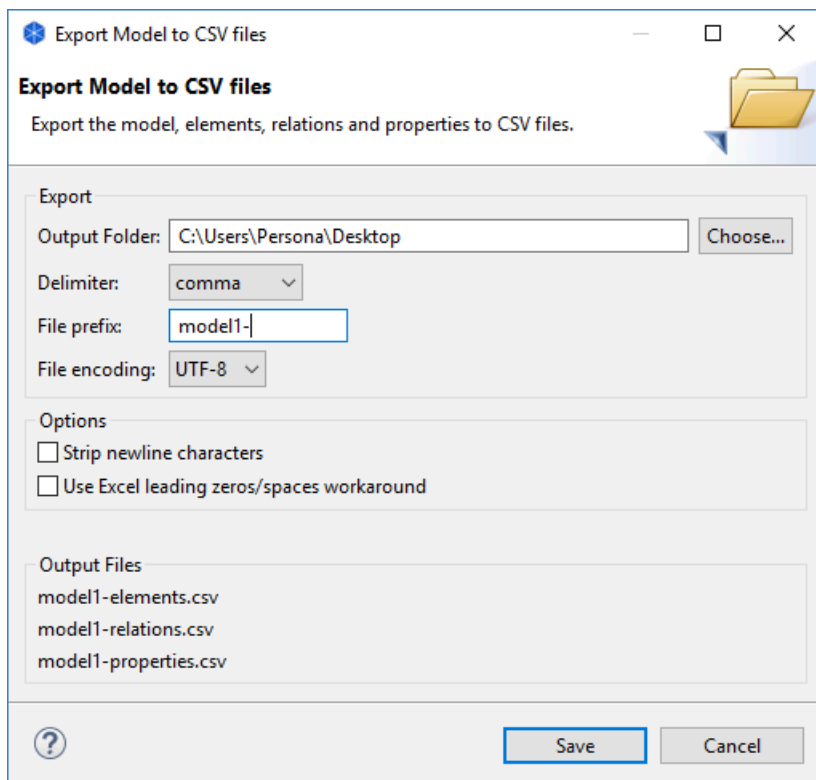 Export Model to CSV files
Export Model to CSV files
Export the model, elements, relations and properties to CSV files.
Export
Output Folder: C:\Users\Persona\Desktop Choose...
Delimiter: comma
File prefix: model1-
File encoding: UTF-8
Options
Strip newline characters
Use Excel leading zeros/spaces workaround
Output Files
model1-elements.csv
model1-relations.csv
model1-properties.csv
? Save Cancel